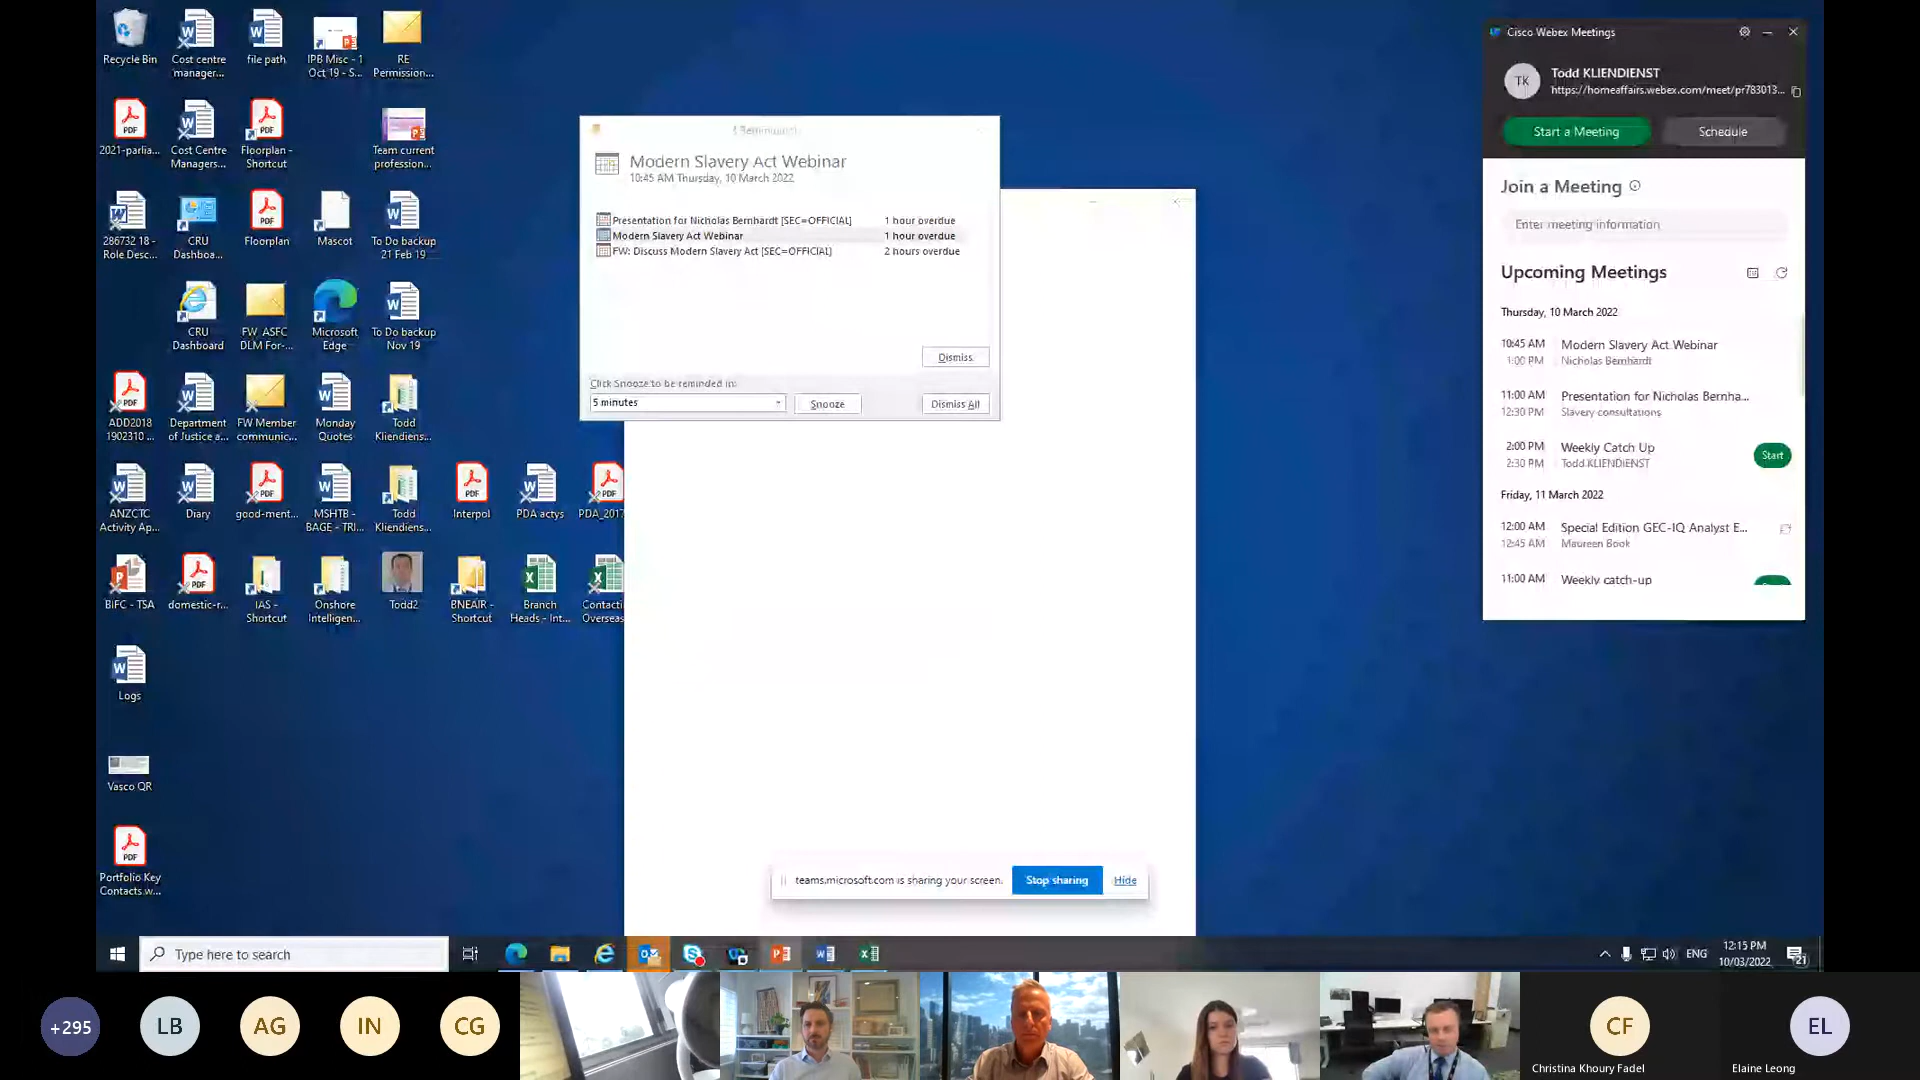 Recycle Bin
Cost centre
manager...
file path
IPB Misc - 1
Oct 19 - S...
RE
Permission...
2021-parlia...
Cost Centre
Managers...
Floorplan -
Shortcut
Team current
profession...
286732 18 -
Role Desc...
CRU
Dashboa...
Floorplan
Mascot
To Do backup
21 Feb 19
CRU
Dashboard
FW_ASFC
DLM For-...
Microsoft
Edge
To Do backup
Nov 19
ADD2018
1902310 ...
Department
of Justice a...
FW Member
communic...
Monday
Quotes
Todd
Kliendiens...
ANZCTC
Activity Ap...
Diary
good-ment...
MSHTB -
BAGE - TRI...
Todd
Kliendiens...
Interpol
PDA actys
PDA_2017
BIFC - TSA
domestic-r...
IAS -
Shortcut
Onshore
Intelligen...
Todd2
BNEAIR -
Shortcut
Branch
Heads - Int...
Contacti
Overseas
Logs
Vasco QR
Portfolio Key
Contacts.w...
Modern Slavery Act Webinar
10:45 AM Thursday, 10 March 2022
Presentation for Nicholas Bernhardt [SEC=OFFICIAL] 1 hour overdue
Modern Slavery Act Webinar 1 hour overdue
FW: Discuss Modern Slavery Act [SEC=OFFICIAL] 2 hours overdue
Dismiss
Click Snooze to be reminded in:
5 minutes
Snooze
Dismiss All
Cisco Webex Meetings
TK
Todd KLIENDIENST
https://homeaffairs.webex.com/meet/pr783013...
Start a Meeting
Schedule
Join a Meeting
Enter meeting information
Upcoming Meetings
Thursday, 10 March 2022
10:45 AM Modern Slavery Act Webinar
1:00 PM Nicholas Bernhardt
11:00 AM Presentation for Nicholas Bernha...
12:30 PM Slavery consultations
2:00 PM Weekly Catch Up
2:30 PM Todd KLIENDIENST
Start
Friday, 11 March 2022
12:00 AM Special Edition GEC-IQ Analyst E...
12:45 AM Maureen Book
11:00 AM Weekly catch-up
teams.microsoft.com is sharing your screen.
Stop sharing
Hide
Type here to search
ENG
12:15 PM
10/03/2022
21
+295
LB
AG
IN
CG
CF
Christina Khoury Fadel
EL
Elaine Leong